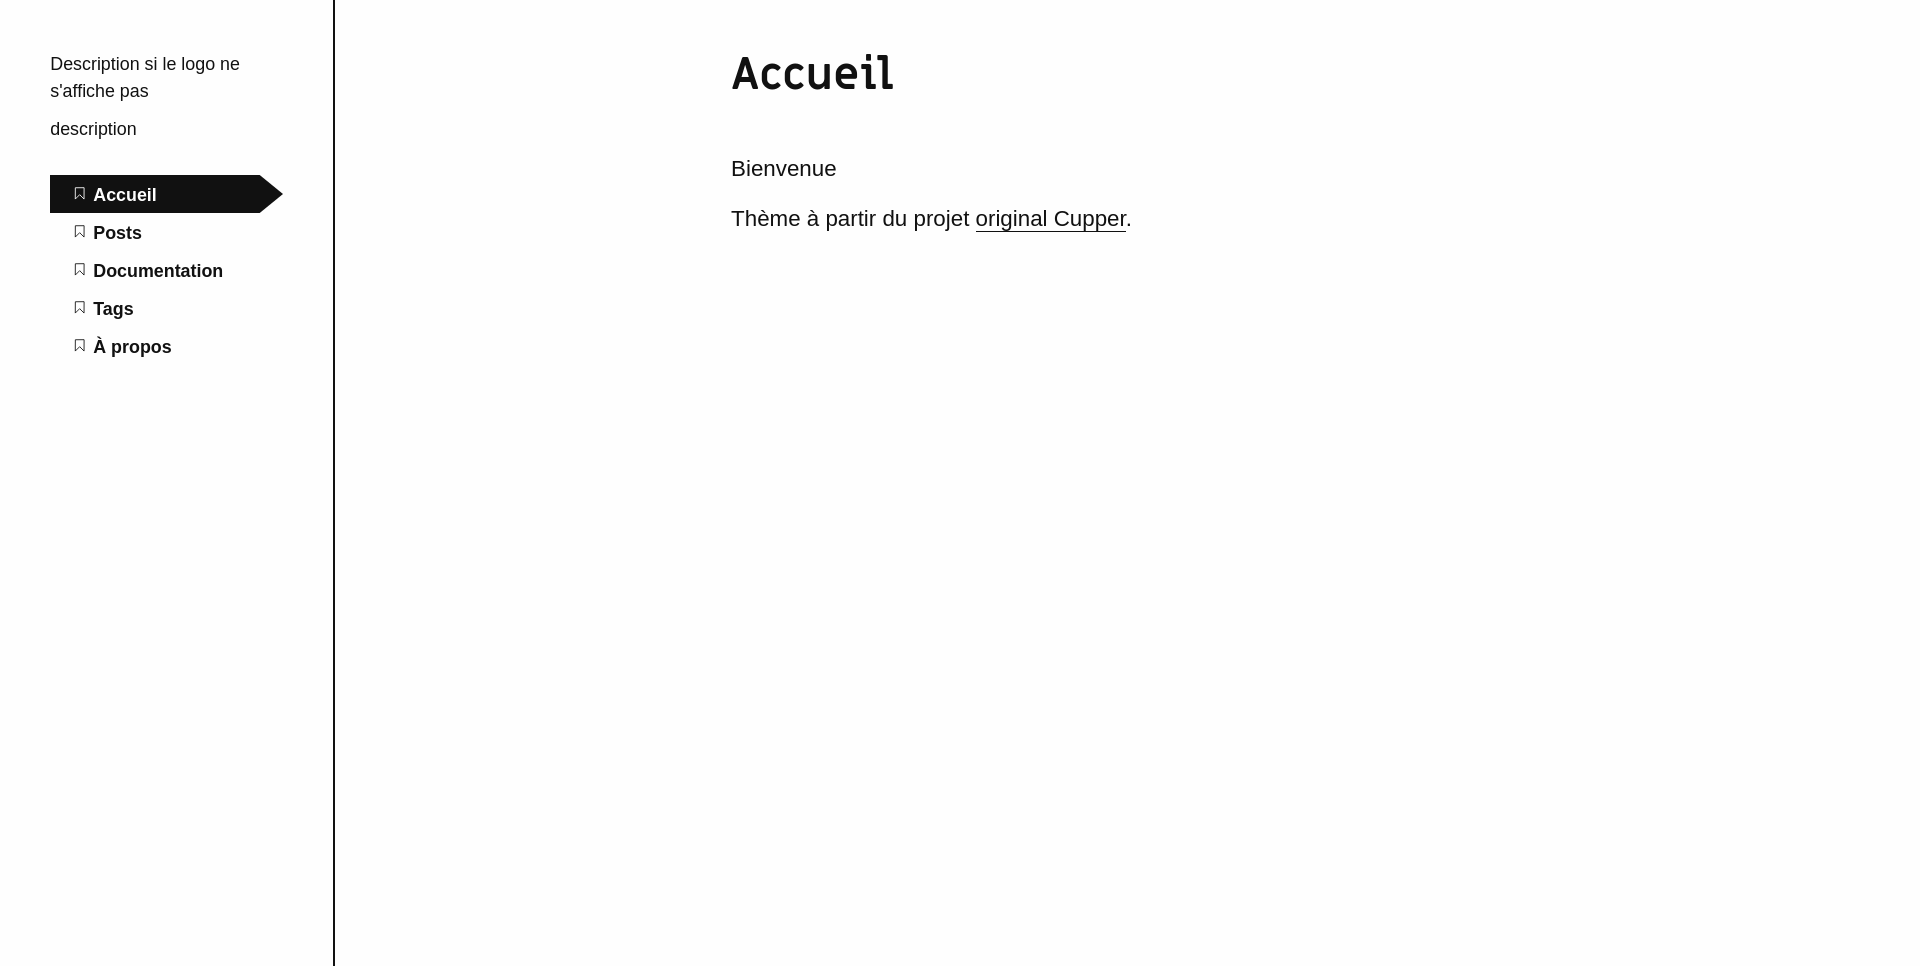 Description si le logo ne
s'affiche pas
description
Accueil
Posts
Documentation
Tags
À propos
Accueil
Bienvenue
Thème à partir du projet original Cupper.